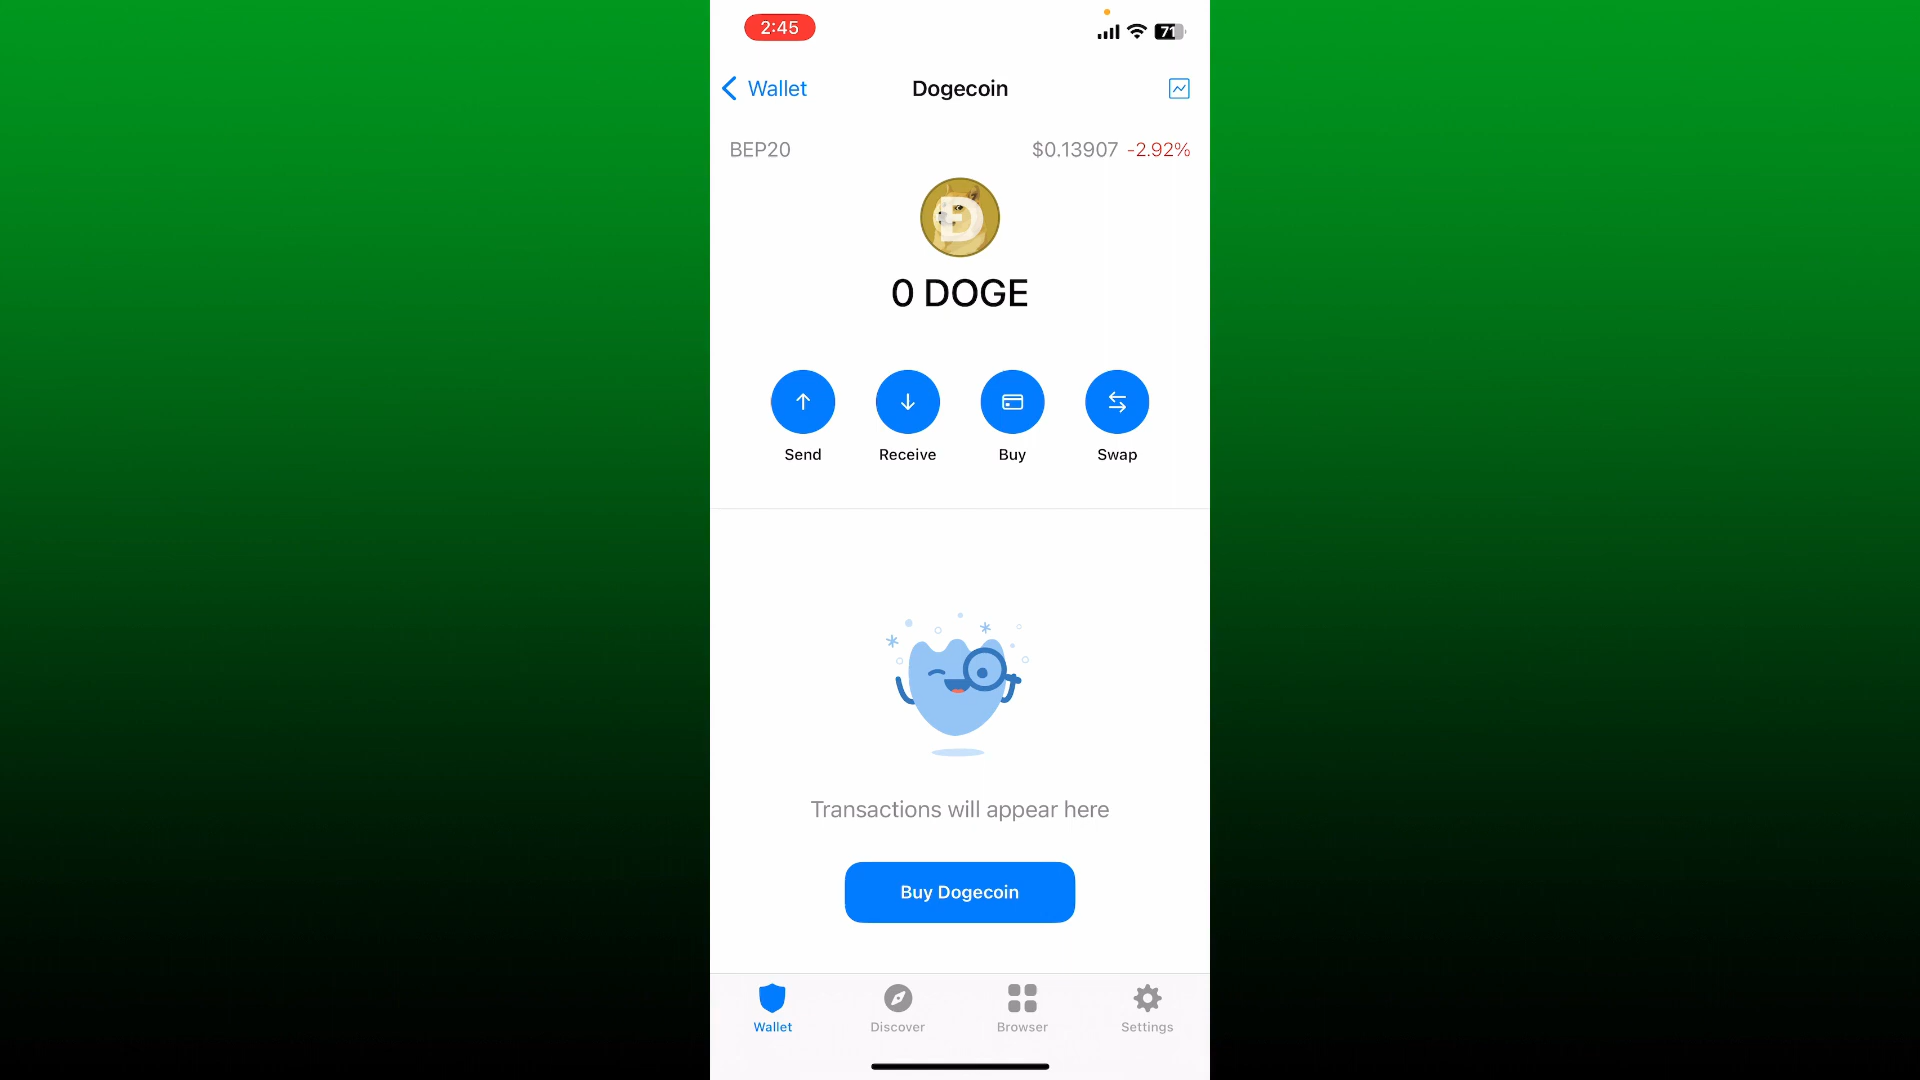 2:45
71
Wallet
Dogecoin
BEP20
$0.13907 -2.92%
Ð
0 DOGE
Send
Receive
Buy
Swap
Transactions will appear here
Buy Dogecoin
Wallet
Discover
Browser
Settings